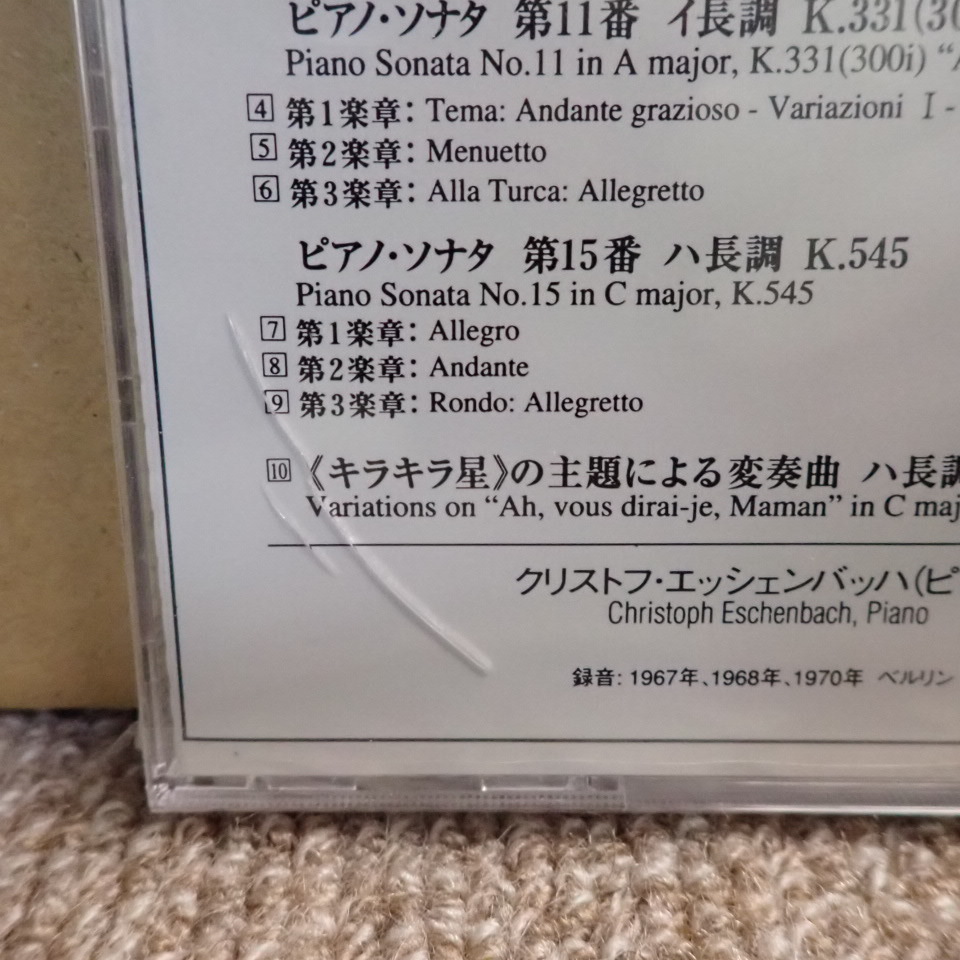 ピアノ・ソナタ 第11番 イ長調 K.331(30
Piano Sonata No.11 in A major, K.331(300i) “A
4 第1楽章: Tema: Andante grazioso - Variazioni I -
5 第2楽章: Menuetto
6 第3楽章: Alla Turca: Allegretto
ピアノ・ソナタ 第15番 ハ長調 K.545
Piano Sonata No.15 in C major, K.545
7 第1楽章: Allegro
8 第2楽章: Andante
9 第3楽章: Rondo: Allegretto
10 《キラキラ星》の主題による変奏曲 ハ長調
Variations on “Ah, vous dirai-je, Maman” in C maj
クリストフ・エッシェンバッハ(ピ
Christoph Eschenbach, Piano
録音: 1967年、1968年、1970年 ベルリン